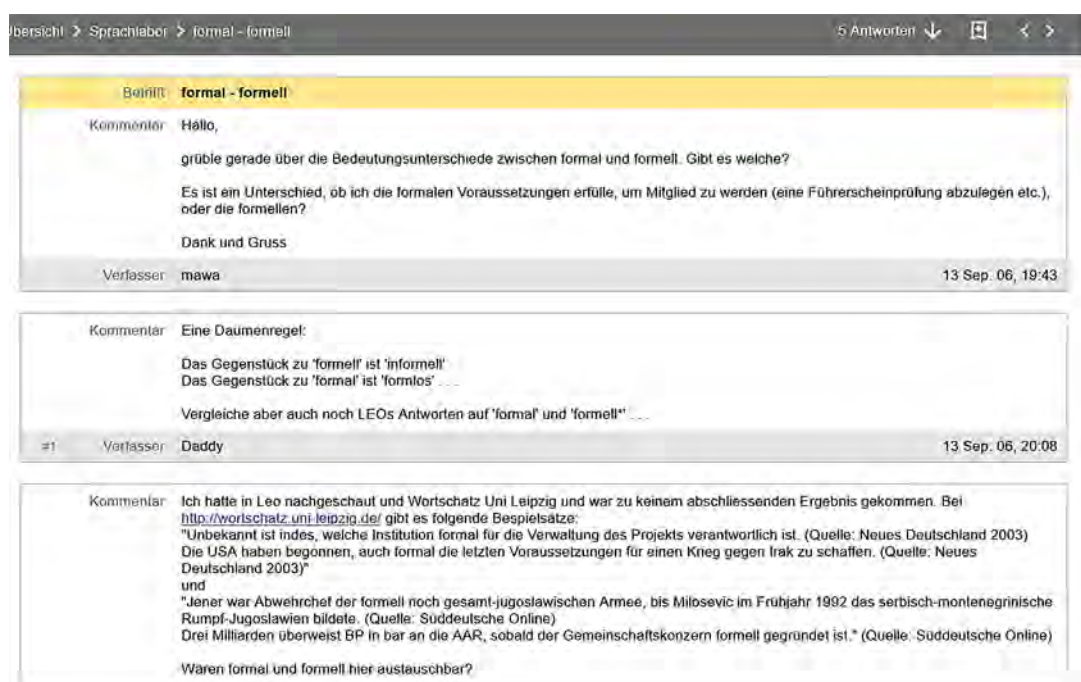 bersicht > Sprachlabor > formal - formell
5 Antworten
Betrifft formal - formell
Kommentar Hallo,
grüble gerade über die Bedeutungsunterschiede zwischen formal und formell. Gibt es welche?
Es ist ein Unterschied, ob ich die formalen Voraussetzungen erfülle, um Mitglied zu werden (eine Führerscheinprüfung abzulegen etc.),
oder die formellen?
Dank und Gruss
Verfasser mawa 13 Sep. 06, 19:43
Kommentar Eine Daumenregel:
Das Gegenstück zu 'formell' ist 'informell'
Das Gegenstück zu 'formal' ist 'formlos' . . .
Vergleiche aber auch noch LEOs Antworten auf 'formal' und 'formell*' . . .
#1 Verfasser Daddy 13 Sep. 06, 20:08
Kommentar Ich hatte in Leo nachgeschaut und Wortschatz Uni Leipzig und war zu keinem abschliessenden Ergebnis gekommen. Bei
http://wortschatz.uni-leipzig.de/ gibt es folgende Bespielsätze:
"Unbekannt ist indes, welche Institution formal für die Verwaltung des Projekts verantwortlich ist. (Quelle: Neues Deutschland 2003)
Die USA haben begonnen, auch formal die letzten Voraussetzungen für einen Krieg gegen Irak zu schaffen. (Quelle: Neues
Deutschland 2003)"
und
"Jener war Abwehrchef der formell noch gesamt-jugoslawischen Armee, bis Milosevic im Frühjahr 1992 das serbisch-montenegrinische
Rumpf-Jugoslawien bildete. (Quelle: Süddeutsche Online)
Drei Milliarden überweist BP in bar an die AAR, sobald der Gemeinschaftskonzern formell gegründet ist." (Quelle: Süddeutsche Online)
Wären formal und formell hier austauschbar?